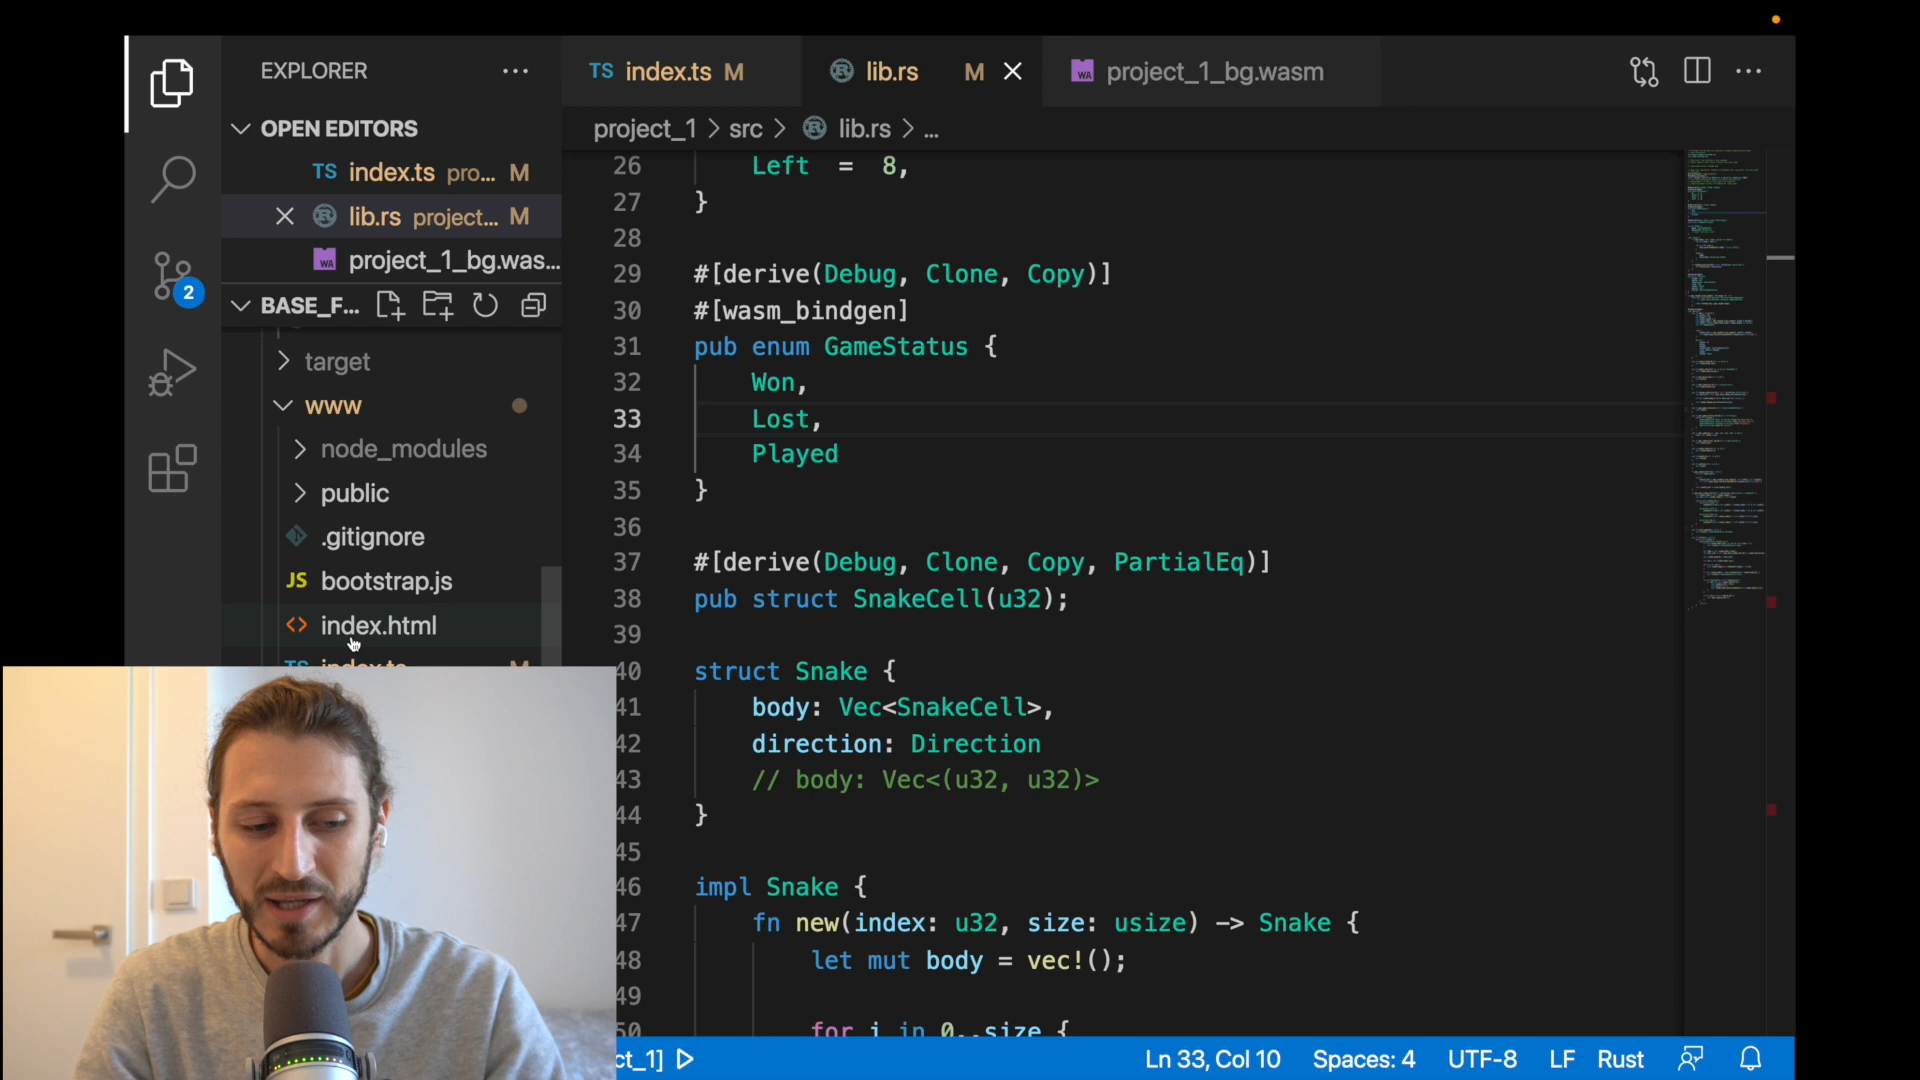 EXPLORER
OPEN EDITORS
TS index.ts pro... M
lib.rs project... M
WA project_1_bg.was...
BASE_F...
target
www
node_modules
public
.gitignore
JS bootstrap.js
<> index.html
TS index.ts M
2
TS index.ts M
lib.rs M
WA project_1_bg.wasm
project_1 > src > lib.rs > ...
26 Left = 8,
27 }
28
29 #[derive(Debug, Clone, Copy)]
30 #[wasm_bindgen]
31 pub enum GameStatus {
32 Won,
33 Lost,
34 Played
35 }
36
37 #[derive(Debug, Clone, Copy, PartialEq)]
38 pub struct SnakeCell(u32);
39
40 struct Snake {
41 body: Vec<SnakeCell>,
42 direction: Direction
43 // body: Vec<(u32, u32)>
44 }
45
46 impl Snake {
47 fn new(index: u32, size: usize) -> Snake {
48 let mut body = vec!();
49
50 for i in 0..size {
ct_1]
Ln 33, Col 10 Spaces: 4 UTF-8 LF Rust